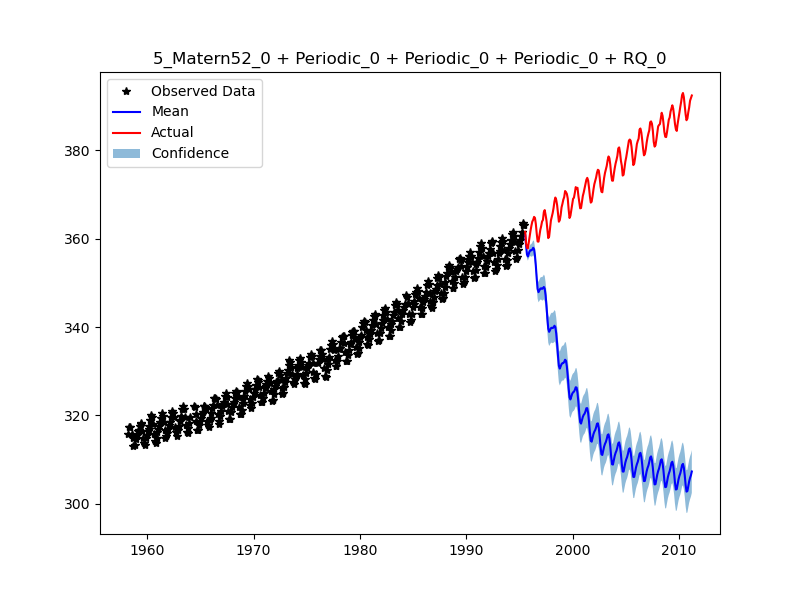 5_Matern52_0 + Periodic_0 + Periodic_0 + Periodic_0 + RQ_0
Observed Data
Mean
Actual
Confidence
380
360
340
320
300
1960 1970 1980 1990 2000 2010